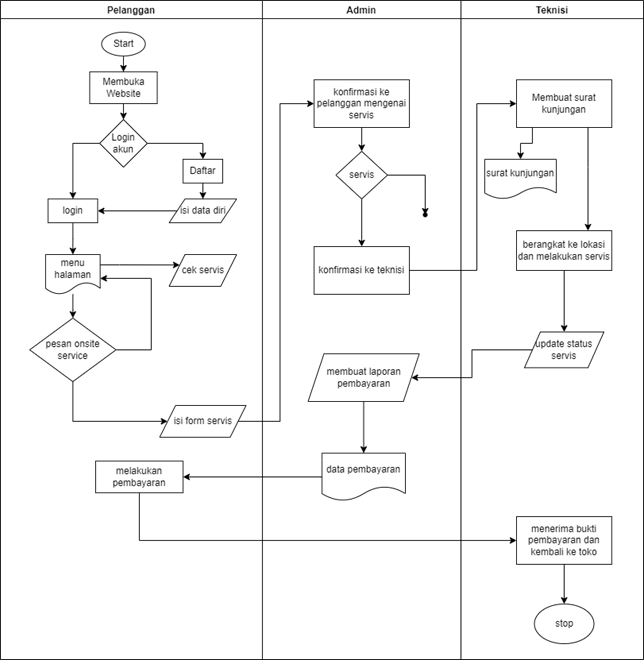 Pelanggan
Admin
Teknisi
Start
Membuka
Website
Login
akun
Daftar
isi data diri
login
menu
halaman
cek servis
pesan onsite
service
isi form servis
konfirmasi ke
pelanggan mengenai
servis
servis
konfirmasi ke teknisi
Membuat surat
kunjungan
surat kunjungan
berangkat ke lokasi
dan melakukan servis
update status
servis
membuat laporan
pembayaran
data pembayaran
melakukan
pembayaran
menerima bukti
pembayaran dan
kembali ke toko
stop